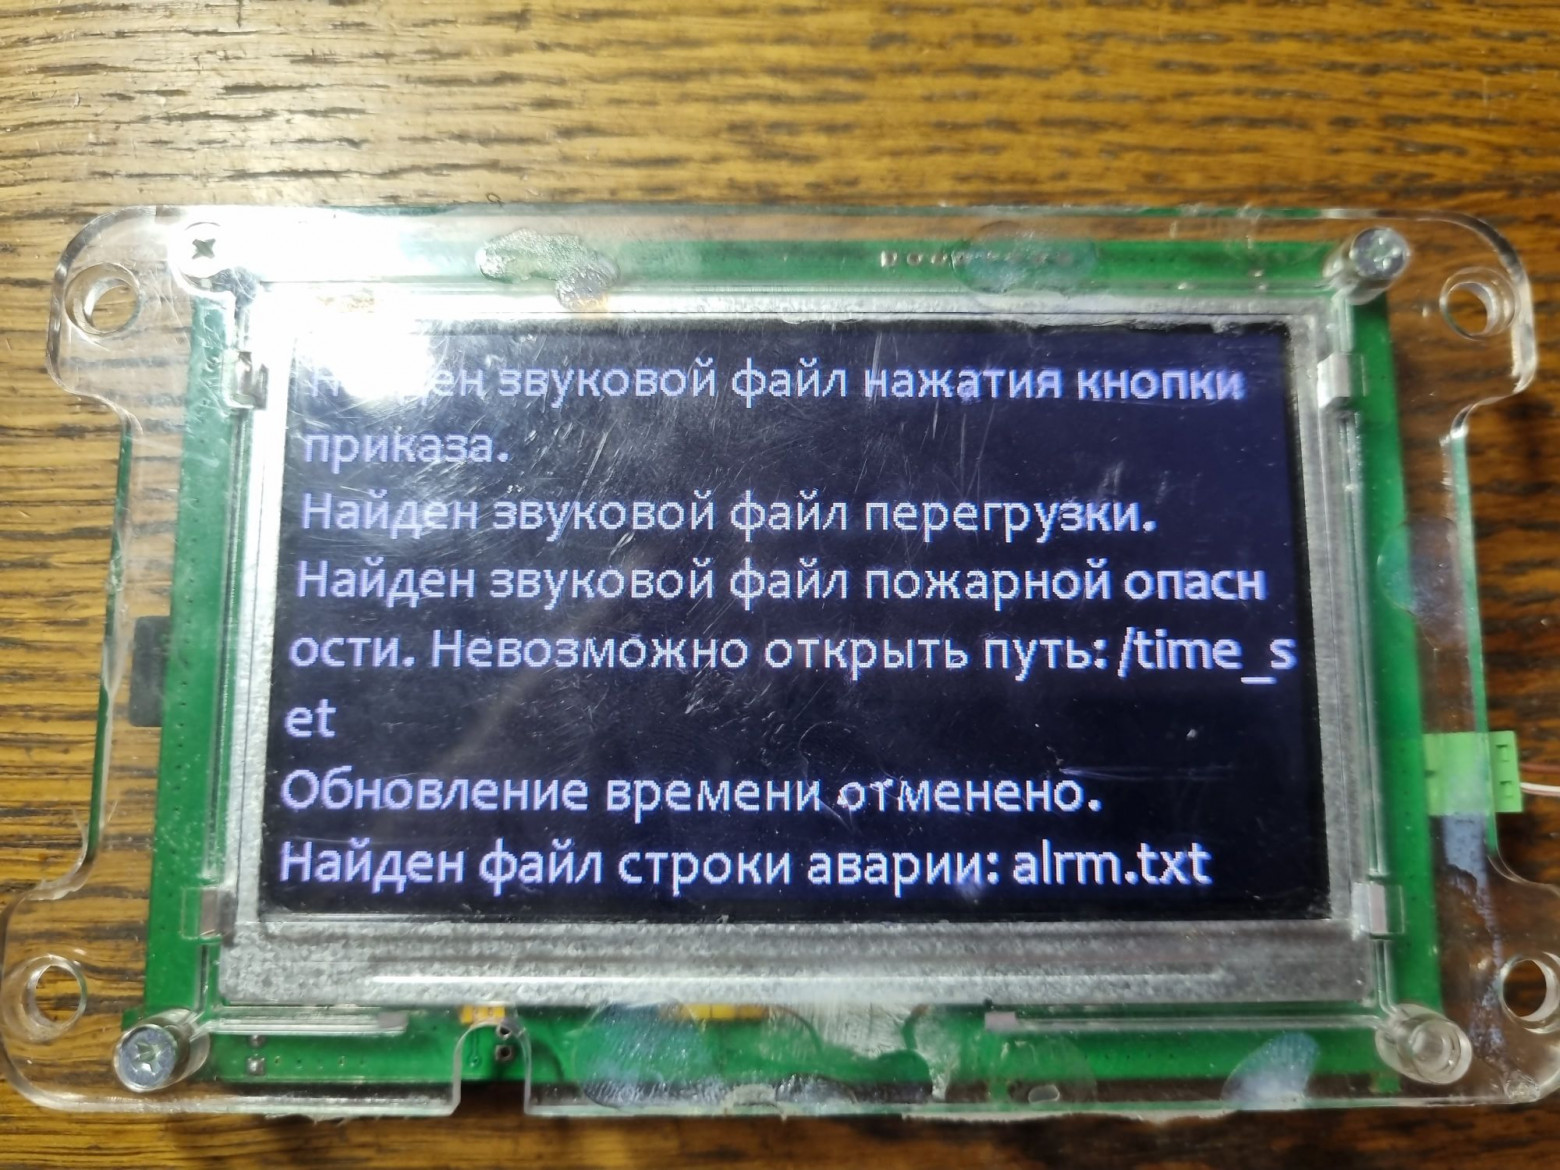 Найден звуковой файл нажатия кнопки
приказа.
Найден звуковой файл перегрузки.
Найден звуковой файл пожарной опасн
ости. Невозможно открыть путь: /time_s
et
Обновление времени отменено.
Найден файл строки аварии: alrm.txt